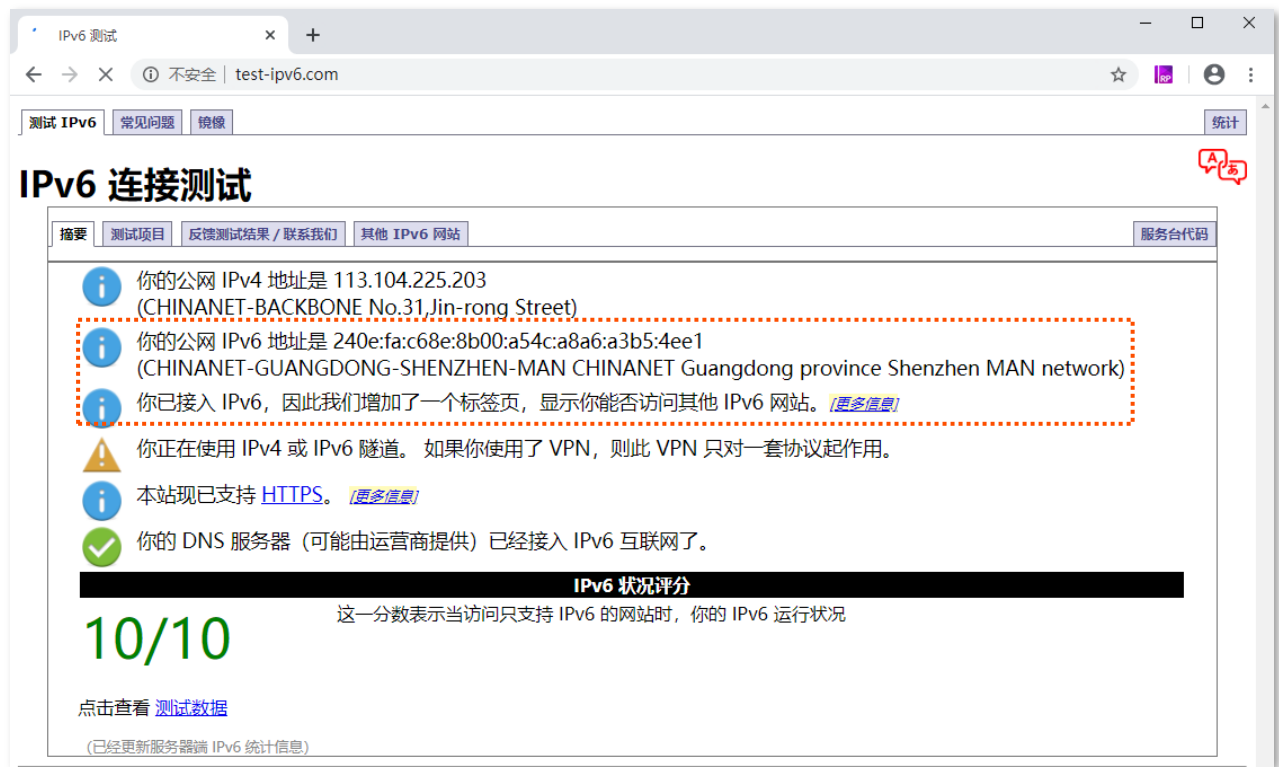 IPv6 测试
不安全 | test-ipv6.com
RP
测试 IPv6 常见问题 镜像 统计
A あ
IPv6 连接测试
摘要 测试项目 反馈测试结果 / 联系我们 其他 IPv6 网站 服务台代码
你的公网 IPv4 地址是 113.104.225.203
(CHINANET-BACKBONE No.31,Jin-rong Street)
你的公网 IPv6 地址是 240e:fa:c68e:8b00:a54c:a8a6:a3b5:4ee1
(CHINANET-GUANGDONG-SHENZHEN-MAN CHINANET Guangdong province Shenzhen MAN network)
你已接入 IPv6，因此我们增加了一个标签页，显示你能否访问其他 IPv6 网站。 [更多信息]
你正在使用 IPv4 或 IPv6 隧道。 如果你使用了 VPN，则此 VPN 只对一套协议起作用。
本站现已支持 HTTPS。 [更多信息]
你的 DNS 服务器（可能由运营商提供）已经接入 IPv6 互联网了。
IPv6 状况评分
10/10
这一分数表示当访问只支持 IPv6 的网站时，你的 IPv6 运行状况
点击查看 测试数据
(已经更新服务器端 IPv6 统计信息)